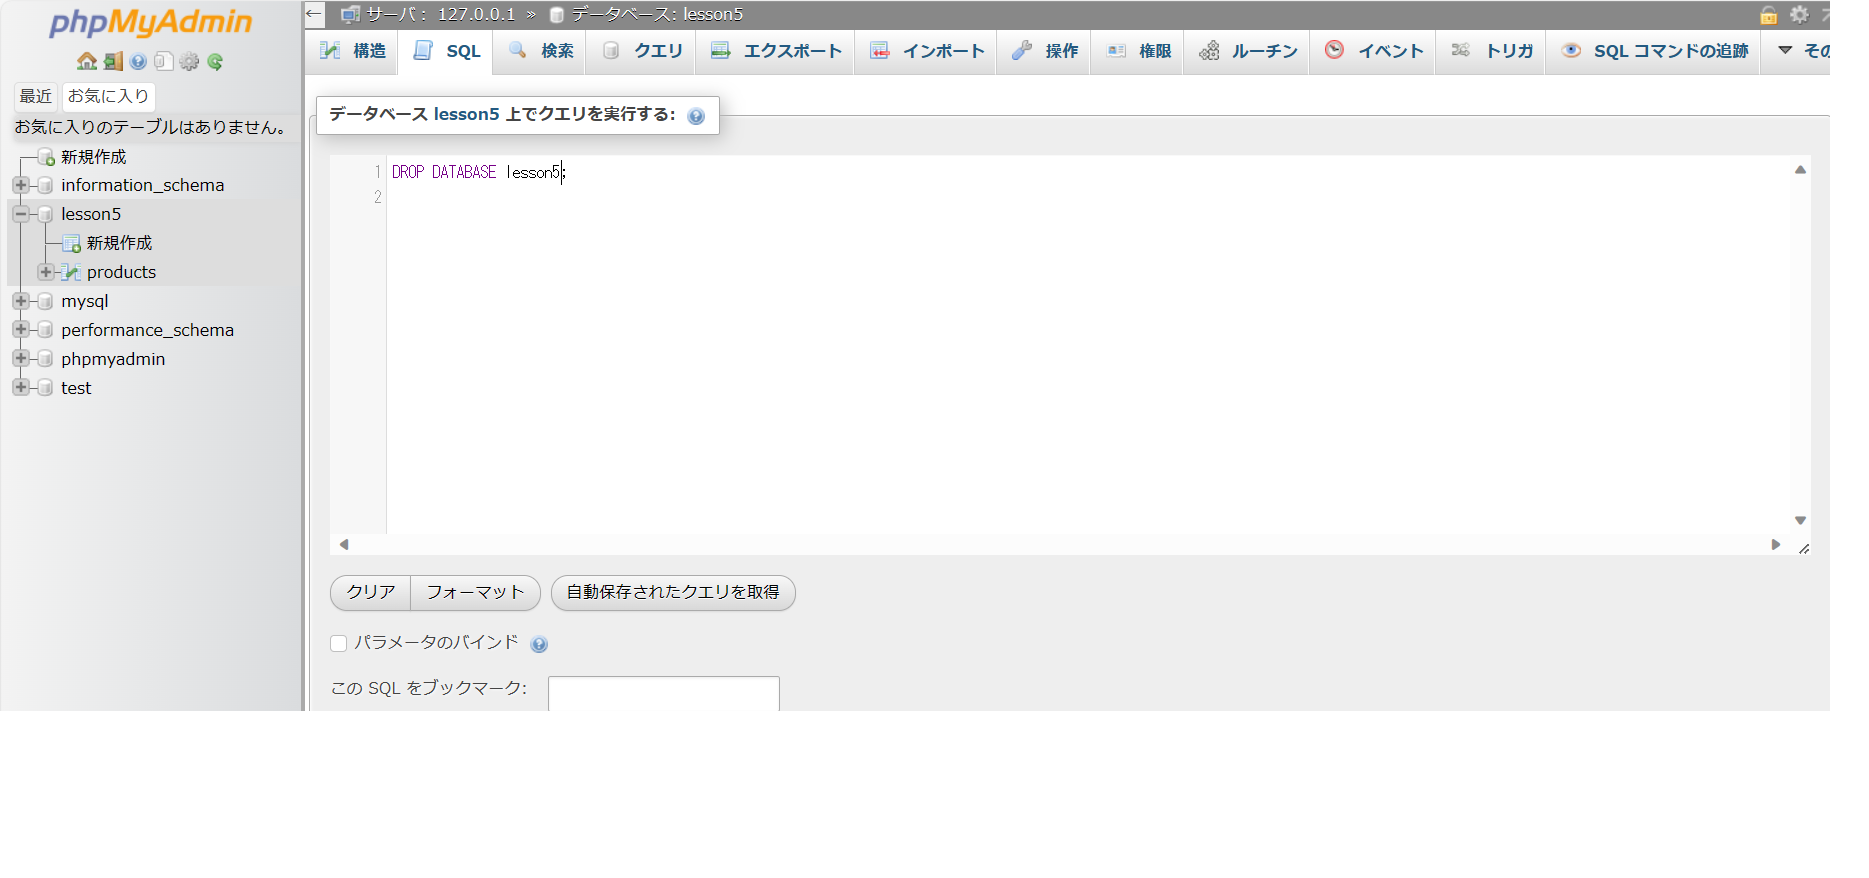 phpMyAdmin
最近 お気に入り
お気に入りのテーブルはありません。
新規作成
information_schema
lesson5
新規作成
products
mysql
performance_schema
phpmyadmin
test
サーバ: 127.0.0.1 » データベース: lesson5
構造 SQL 検索 クエリ エクスポート インポート 操作 権限 ルーチン イベント トリガ SQL コマンドの追跡 その
データベース lesson5 上でクエリを実行する:
1 DROP DATABASE lesson5;
2
クリア フォーマット 自動保存されたクエリを取得
パラメータのバインド
この SQL をブックマーク: